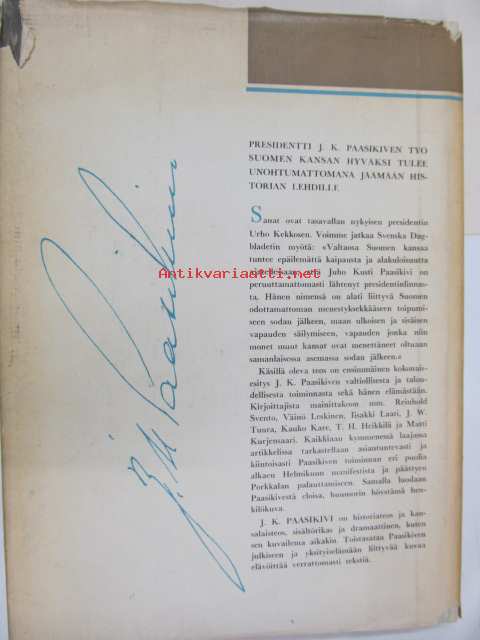 PRESIDENTTI J. K. PAASIKIVEN TYÖ
SUOMEN KANSAN HYVÄKSI TULEE
UNOHTUMATTOMANA JÄÄMÄÄN HIS-
TORIAN LEHDILLE
Sanat ovat tasavallan nykyisen presidentin
Urho Kekkosen. Voimme jatkaa Svenska Dag-
bladetin myötä: «Valtaosa Suomen kansaa
tuntee epäilemättä kaipausta ja alakuloisuutta
että Juho Kusti Paasikivi on
peruuttamattomasti lähtenyt presidentinlinnas-
ta. Hänen nimensä on alati liittyvä Suomen
odottamattoman menestyksekkääseen toipumi-
seen sodan jälkeen, maan ulkoisen ja sisäisen
vapauden säilymiseen, vapauden jonka niin
monet muut kansat ovat menettäneet oltuaan
samanlaisessa asemassa sodan jälkeen.»
Käsillä oleva teos on ensimmäinen kokonais-
esitys J. K. Paasikiven valtiollisesta ja talou-
dellisesta toiminnasta sekä hänen elämästään.
Kirjoittajista mainittakoon mm. Reinhold
Svento, Väinö Leskinen, Iisakki Laati, J. W.
Tuura, Kauko Kare, T. H. Heikkilä ja Matti
Kurjensaari. Kaikkiaan kymmenessä laajassa
artikkelissa tarkastellaan asiantuntevasti ja
kiintoisasti Paasikiven toiminnan eri puolia
alkaen Helmikuun manifestista ja päättyen
Porkkalan palauttamiseen. Samalla luodaan
Paasikivestä eloisa, huumorin höystämä hen-
kilökuva.
J. K. PAASIKIVI on historiateos ja kan-
salaisteos, sisältörikas ja dramaattinen, kuten
sen kuvailema aikakin. Toistasataa Paasikiven
julkiseen ja yksityiselämään liittyvää kuvaa
elävöittää verrattomasti tekstiä.
J. K. Paasikivi
Antikvariaatti.net